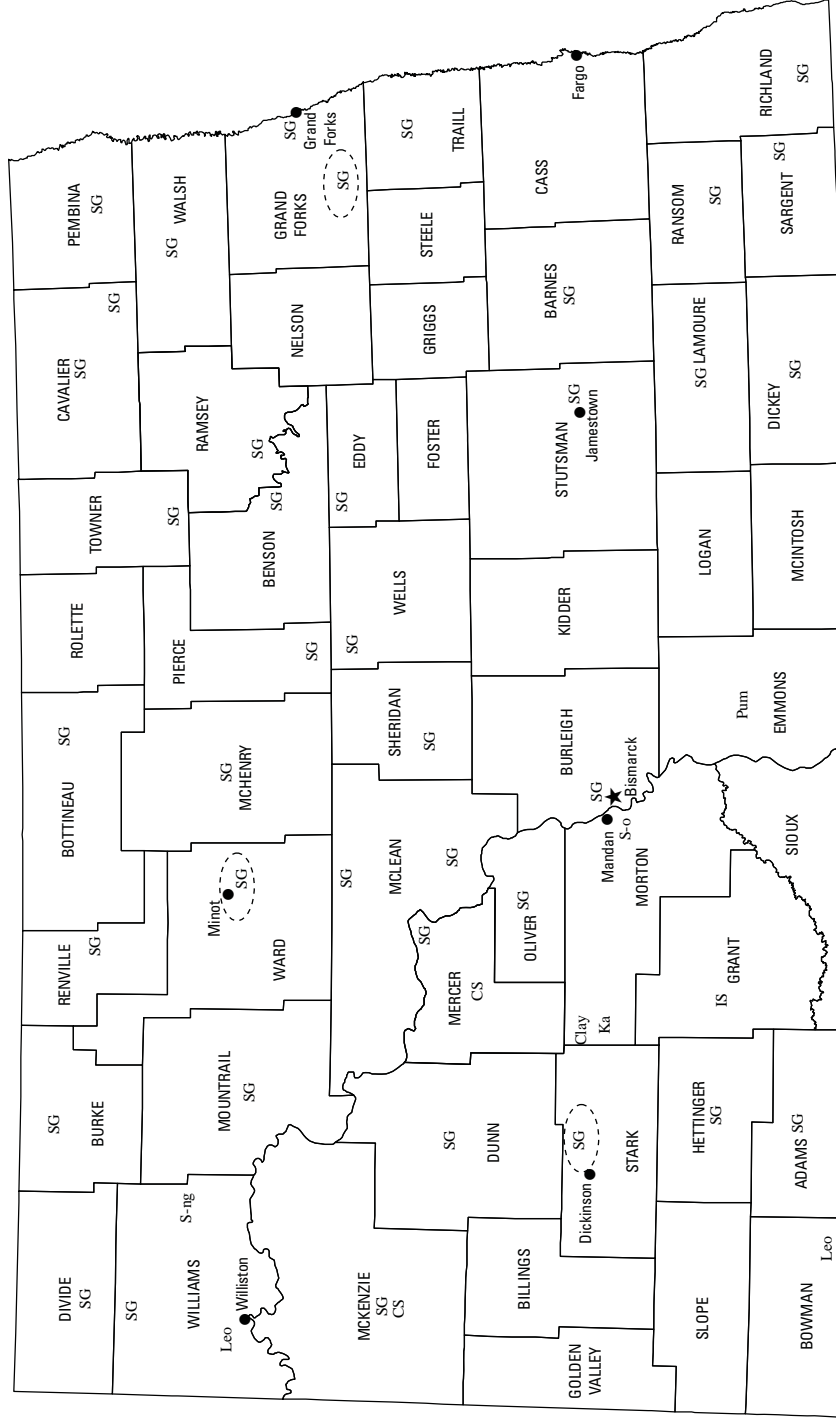 DIVIDE
SG
BURKE
SG
RENVILLE
SG
BOTTINEAU
SG
ROLETTE
TOWNER
SG
CAVALIER
SG
SG
PEMBINA
SG
SG
WILLIAMS
S-ng
Leo
Williston
MOUNTRAIL
SG
WARD
Minot
SG
MCHENRY
SG
PIERCE
SG
BENSON
SG
RAMSEY
SG
WALSH
SG
NELSON
GRAND
FORKS
SG
SG
Grand
Forks
MCKENZIE
SG
CS
DUNN
SG
MERCER
CS
SG
MCLEAN
SG
SG
SHERIDAN
SG
WELLS
SG
EDDY
SG
FOSTER
GRIGGS
STEELE
TRAILL
SG
GOLDEN
VALLEY
BILLINGS
STARK
Dickinson
SG
OLIVER
SG
MORTON
Clay
Ka
Mandan
S-o
BURLEIGH
SG
Bismarck
KIDDER
STUTSMAN
SG
Jamestown
BARNES
SG
CASS
Fargo
SLOPE
HETTINGER
SG
GRANT
IS
SIOUX
EMMONS
Pum
LOGAN
LAMOURE
SG
RANSOM
SG
RICHLAND
SG
BOWMAN
Leo
ADAMS
SG
MCINTOSH
DICKEY
SG
SARGENT
SG